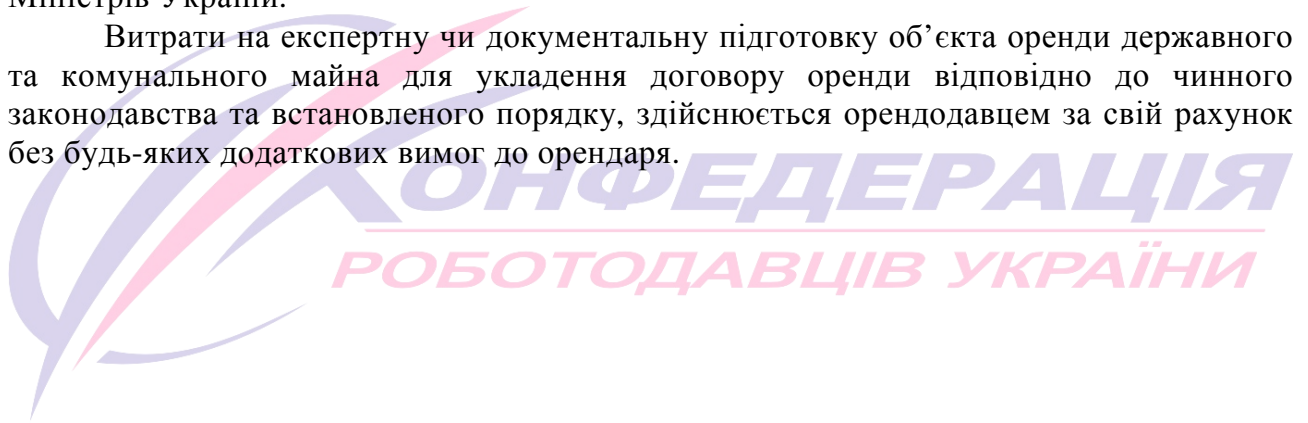 Міністрів України.
Витрати на експертну чи документальну підготовку об’єкта оренди державного
та комунального майна для укладення договору оренди відповідно до чинного
законодавства та встановленого порядку, здійснюється орендодавцем за свій рахунок
без будь-яких додаткових вимог до орендаря.
КОНФЕДЕРАЦІЯ
РОБОТОДАВЦІВ УКРАЇНИ